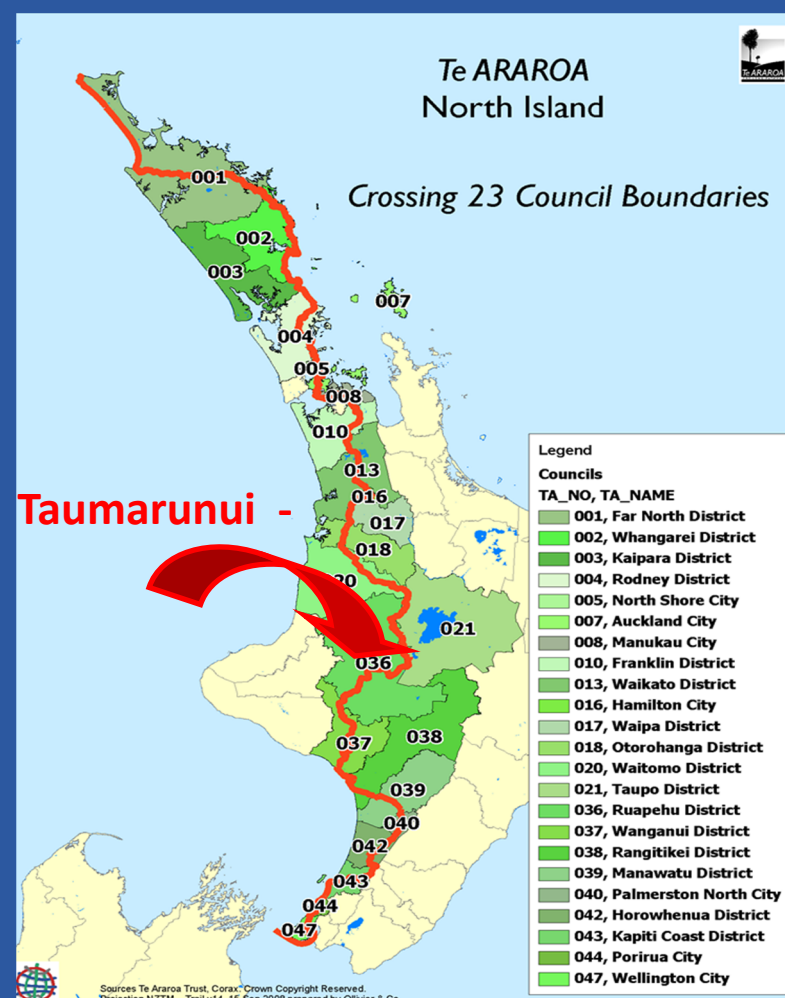 Te ARAROA
North Island
Te ARAROA
Crossing 23 Council Boundaries
001
002
003
007
004
005
008
010
013
016
Taumarunui -
017
018
20
021
036
037
038
039
040
042
043
044
047
Legend
Councils
TA_NO, TA_NAME
001, Far North District
002, Whangarei District
003, Kaipara District
004, Rodney District
005, North Shore City
007, Auckland City
008, Manukau City
010, Franklin District
013, Waikato District
016, Hamilton City
017, Waipa District
018, Otorohanga District
020, Waitomo District
021, Taupo District
036, Ruapehu District
037, Wanganui District
038, Rangitikei District
039, Manawatu District
040, Palmerston North City
042, Horowhenua District
043, Kapiti Coast District
044, Porirua City
047, Wellington City
Sources Te Araroa Trust, Corax. Crown Copyright Reserved.